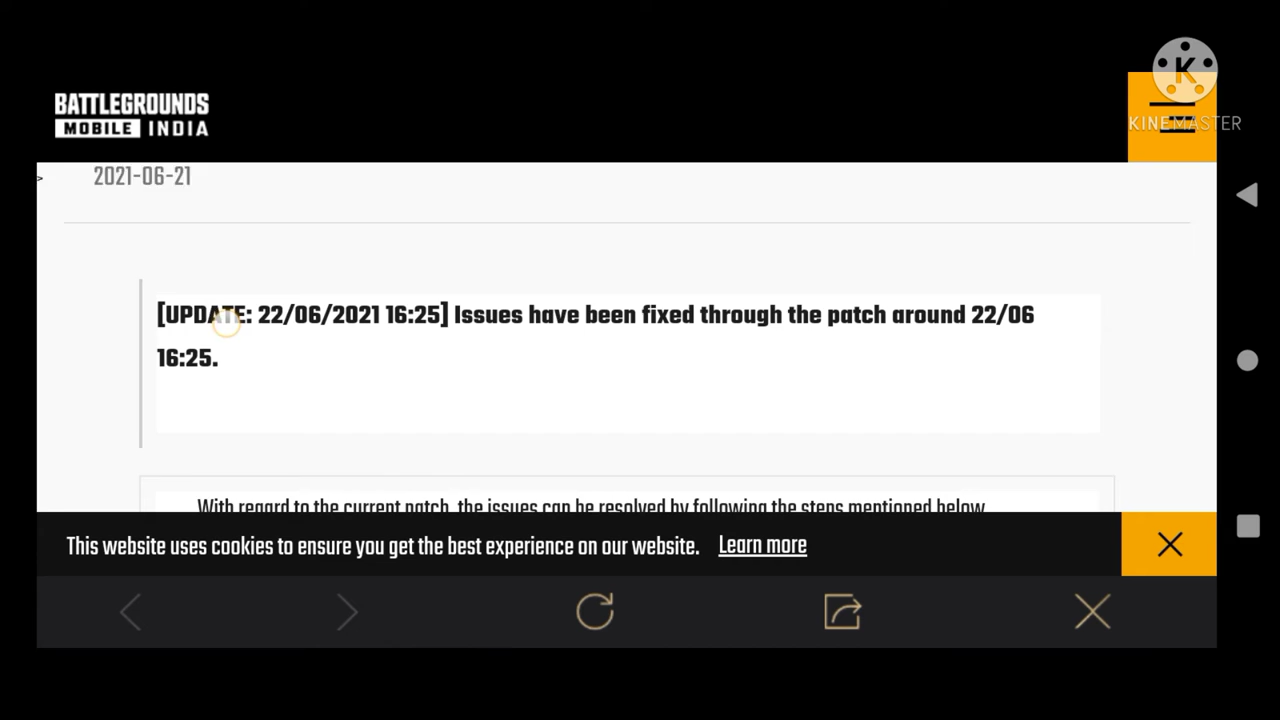 BATTLEGROUNDS
MOBILE INDIA
K
KINEMASTER
>
2021-06-21
[UPDATE: 22/06/2021 16:25] Issues have been fixed through the patch around 22/06
16:25.
With regard to the current patch, the issues can be resolved by following the steps mentioned below
This website uses cookies to ensure you get the best experience on our website. Learn more